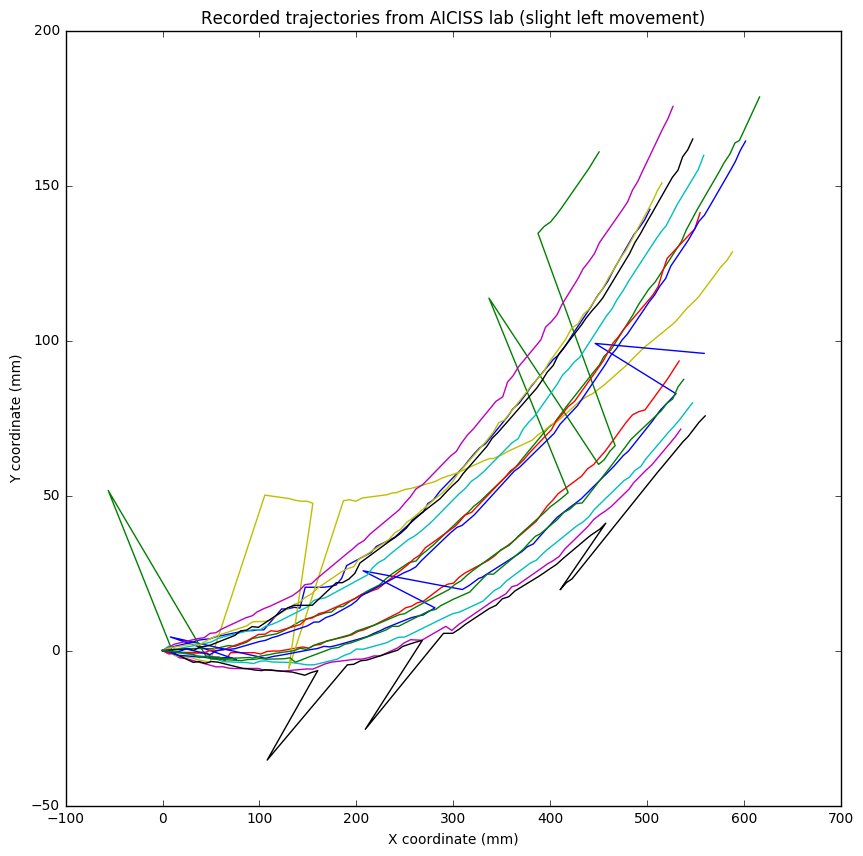 Recorded trajectories from AICISS lab (slight left movement)
200
150
100
50
0
−50
Y coordinate (mm)
−100 0 100 200 300 400 500 600 700
X coordinate (mm)